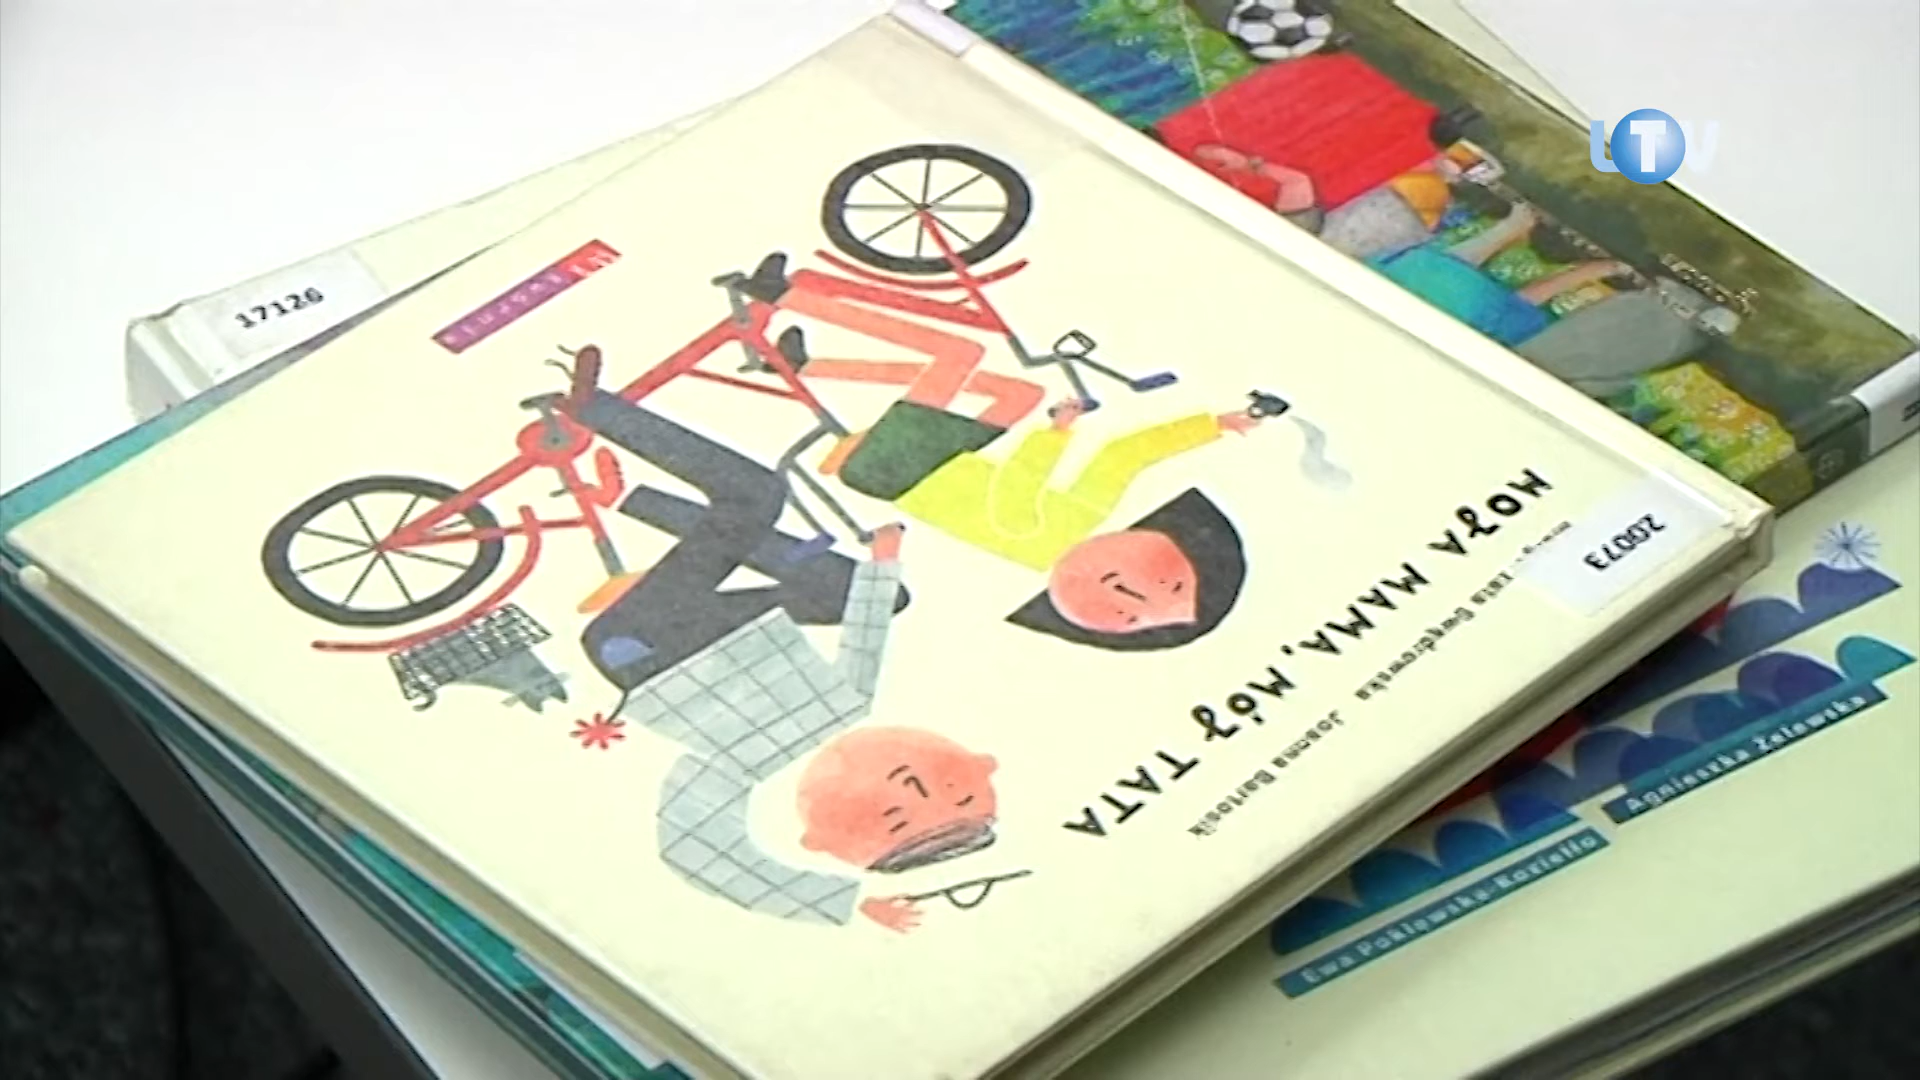 LTV
17126
20073
MOJA MAMA, MÓJ TATA
Joanna Bartosik
Ewa Poklewska-Koziełło
Agnieszka Żelewska